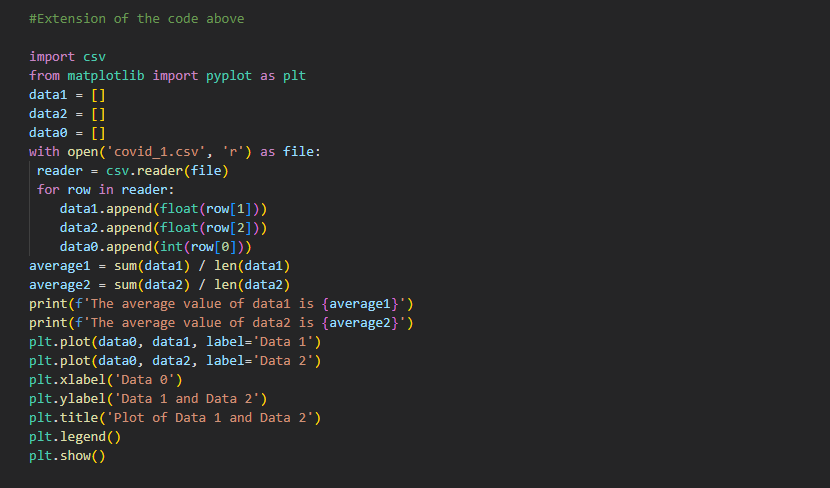 #Extension of the code above
import csv
from matplotlib import pyplot as plt
data1 = []
data2 = []
data0 = []
with open('covid_1.csv', 'r') as file:
 reader = csv.reader(file)
 for row in reader:
    data1.append(float(row[1]))
    data2.append(float(row[2]))
    data0.append(int(row[0]))
average1 = sum(data1) / len(data1)
average2 = sum(data2) / len(data2)
print(f'The average value of data1 is {average1}')
print(f'The average value of data2 is {average2}')
plt.plot(data0, data1, label='Data 1')
plt.plot(data0, data2, label='Data 2')
plt.xlabel('Data 0')
plt.ylabel('Data 1 and Data 2')
plt.title('Plot of Data 1 and Data 2')
plt.legend()
plt.show()